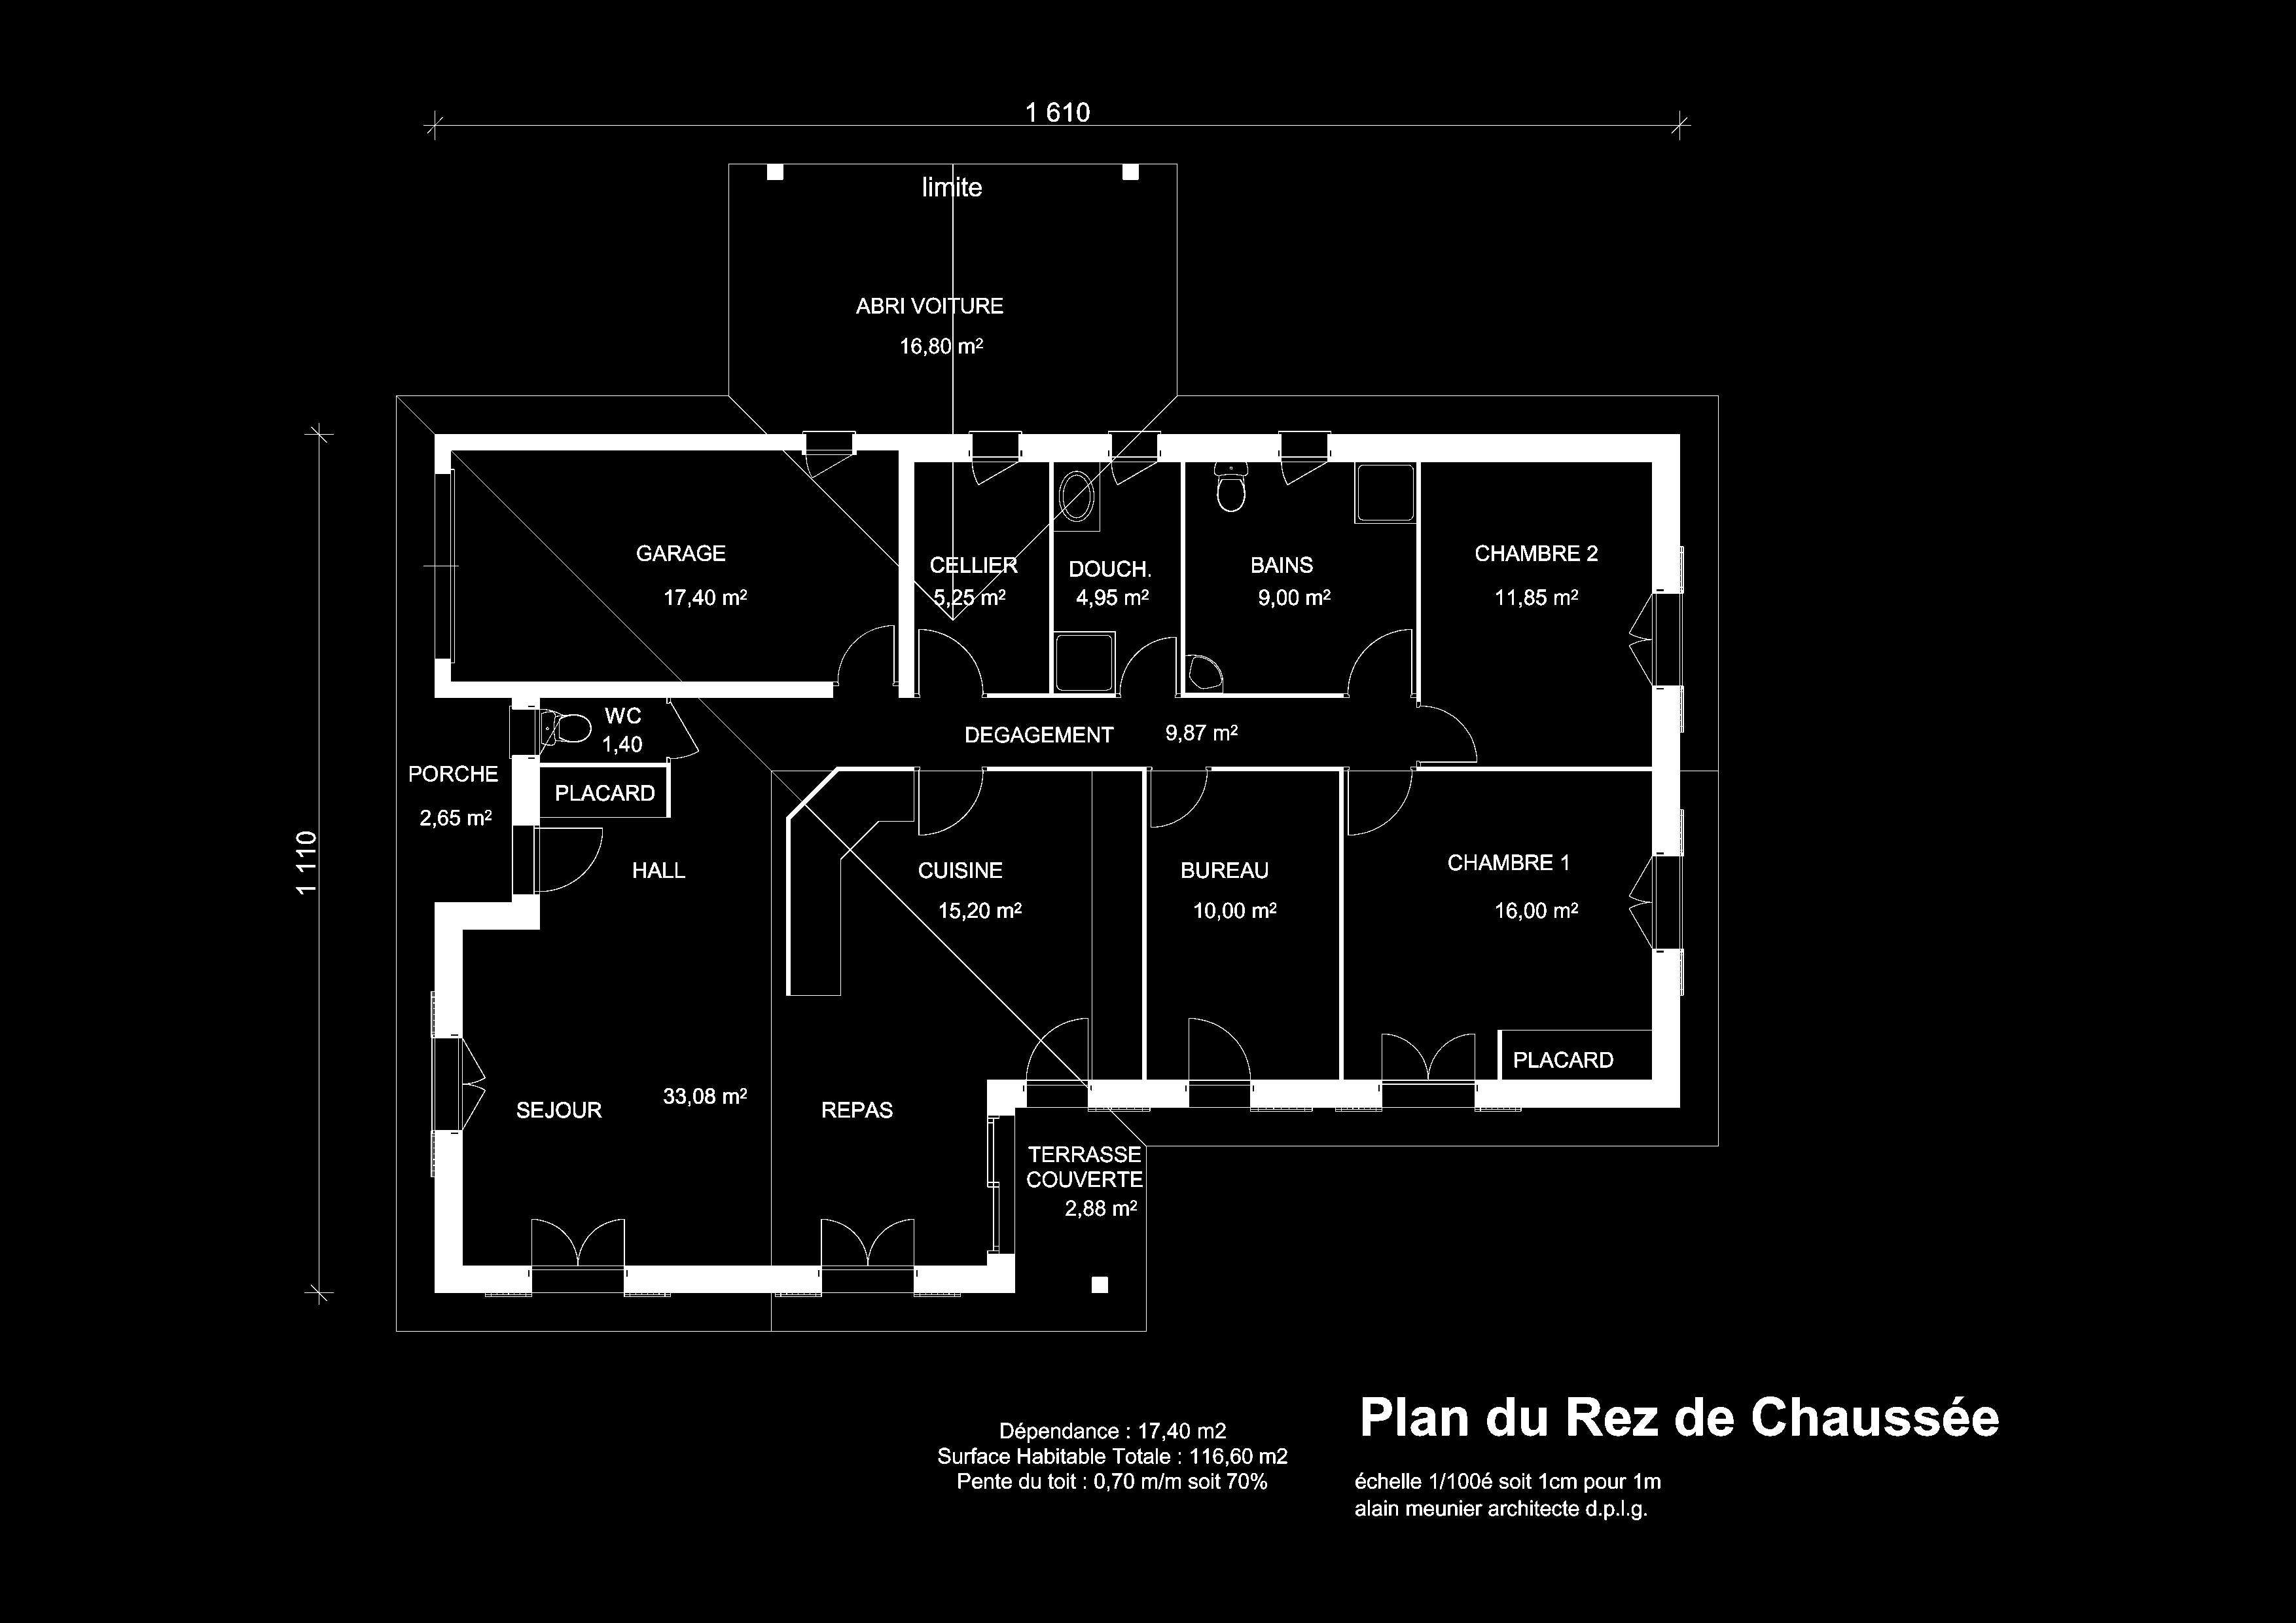 1 610
limite
ABRI VOITURE
16,80 m²
GARAGE
17,40 m²
CELLIER
5,25 m²
DOUCH.
4,95 m²
BAINS
9,00 m²
CHAMBRE 2
11,85 m²
WC
1,40
DEGAGEMENT 9,87 m²
PORCHE
2,65 m²
PLACARD
1 110
HALL
CUISINE
15,20 m²
BUREAU
10,00 m²
CHAMBRE 1
16,00 m²
PLACARD
SEJOUR
33,08 m²
REPAS
TERRASSE
COUVERTE
2,88 m²
Dépendance : 17,40 m2
Surface Habitable Totale : 116,60 m2
Pente du toit : 0,70 m/m soit 70%
Plan du Rez de Chaussée
échelle 1/100é soit 1cm pour 1m
alain meunier architecte d.p.l.g.